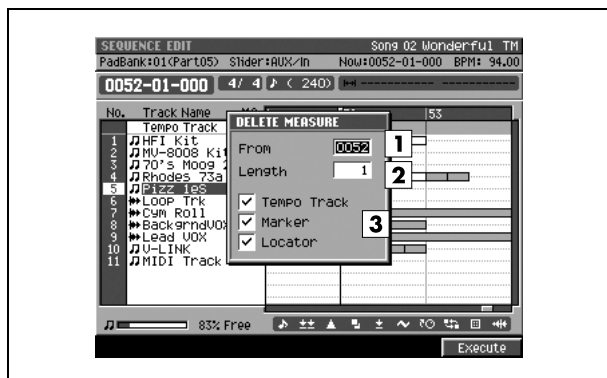 SEQUENCE EDIT Song 02 Wonderful TM
PadBank:01(Part05) Slider:AUX/In Now:0052-01-000 BPM: 94.00
0052-01-000 4/ 4 ♪ ( 240)
No. Track Name
53
Tempo Track
1 HFI Kit
2 MV-8008 Kit
3 70's Moog
4 Rhodes 73a
5 Pizz 1eS
6 Loop Trk
7 Cym Roll
8 BackgrndVOX
9 Lead VOX
10 V-LINK
11 MIDI Track
DELETE MEASURE
From 0052 1
Length 1 2
Tempo Track
Marker 3
Locator
83% Free
Execute